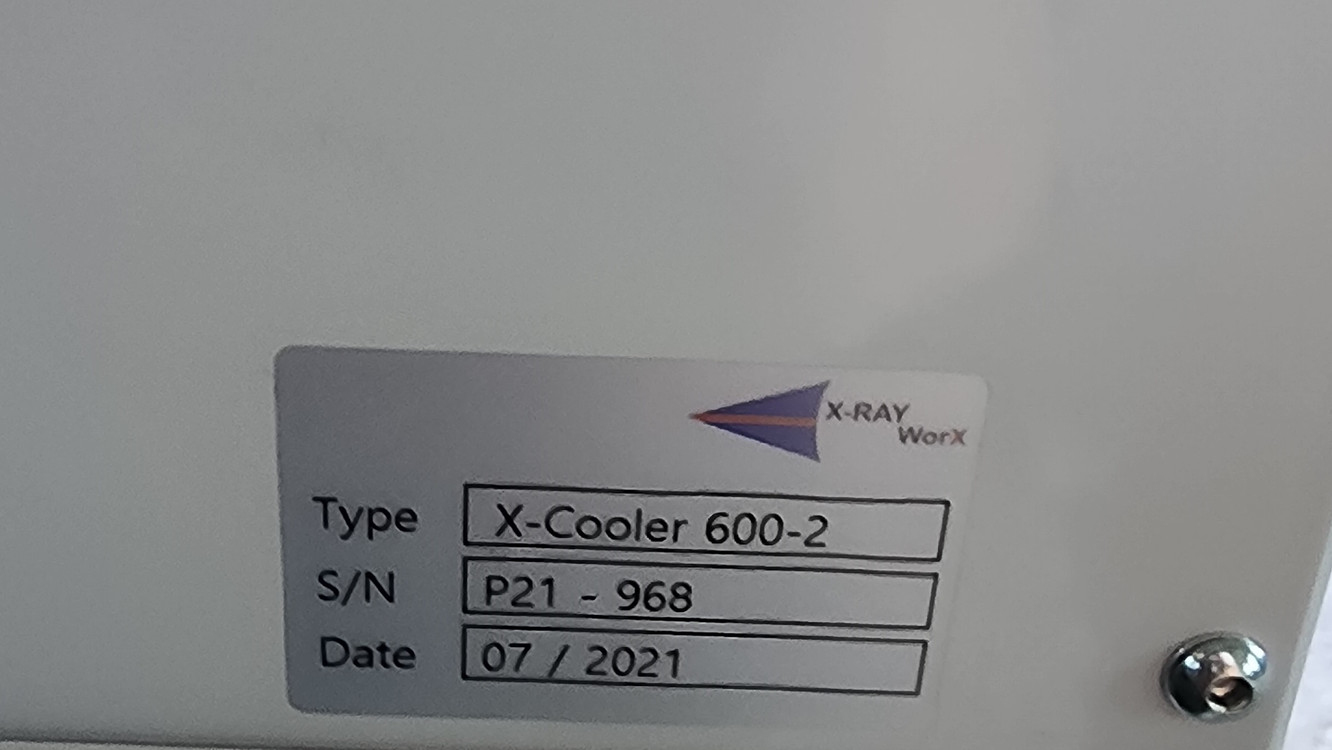 X-RAY
WorX
Type X-Cooler 600-2
S/N P21 - 968
Date 07 / 2021